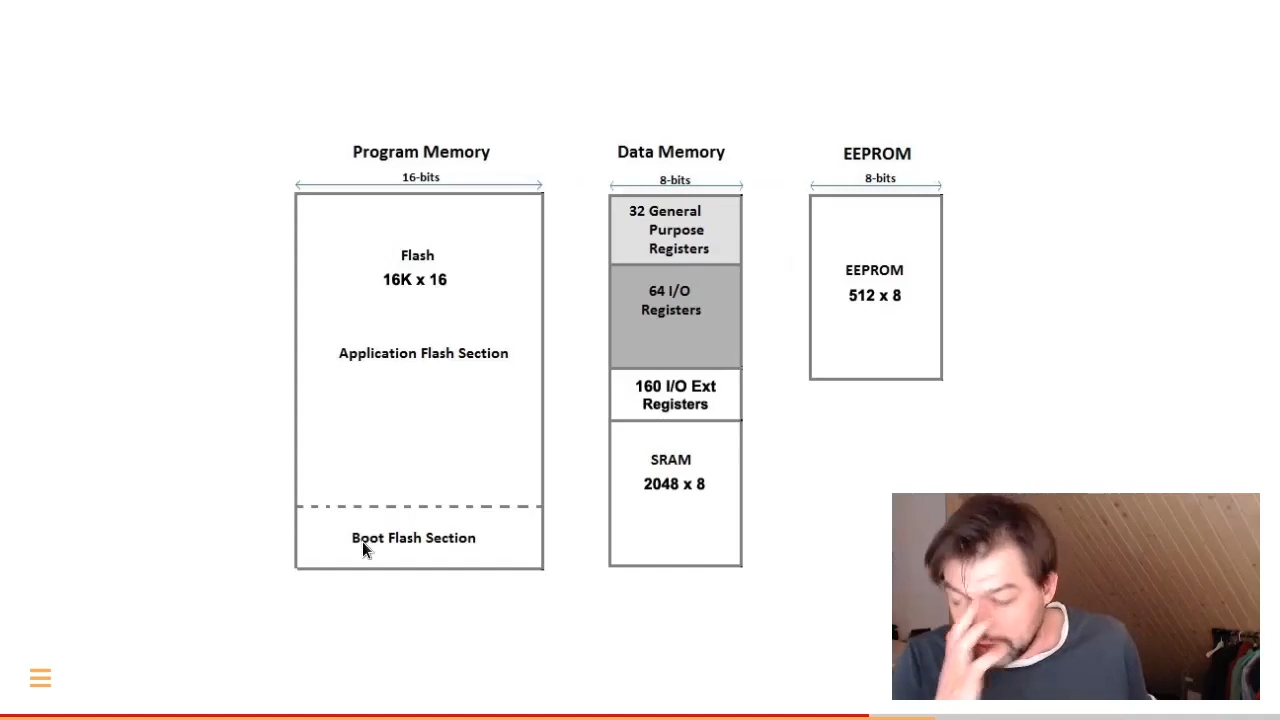 Program Memory
16-bits
Flash
16K x 16
Application Flash Section
Boot Flash Section
Data Memory
8-bits
32 General
Purpose
Registers
64 I/O
Registers
160 I/O Ext
Registers
SRAM
2048 x 8
EEPROM
8-bits
EEPROM
512 x 8